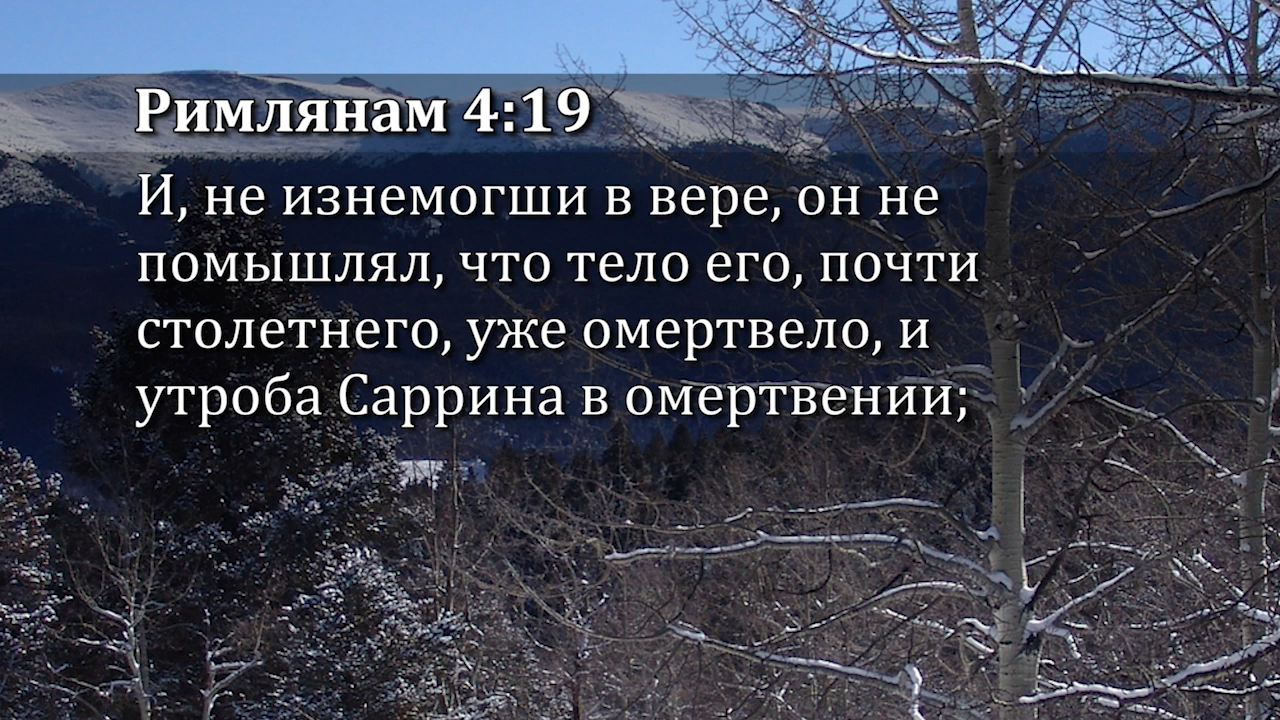 Римлянам 4:19
И, не изнемогши в вере, он не
помышлял, что тело его, почти
столетнего, уже омертвело, и
утроба Саррина в омертвении;